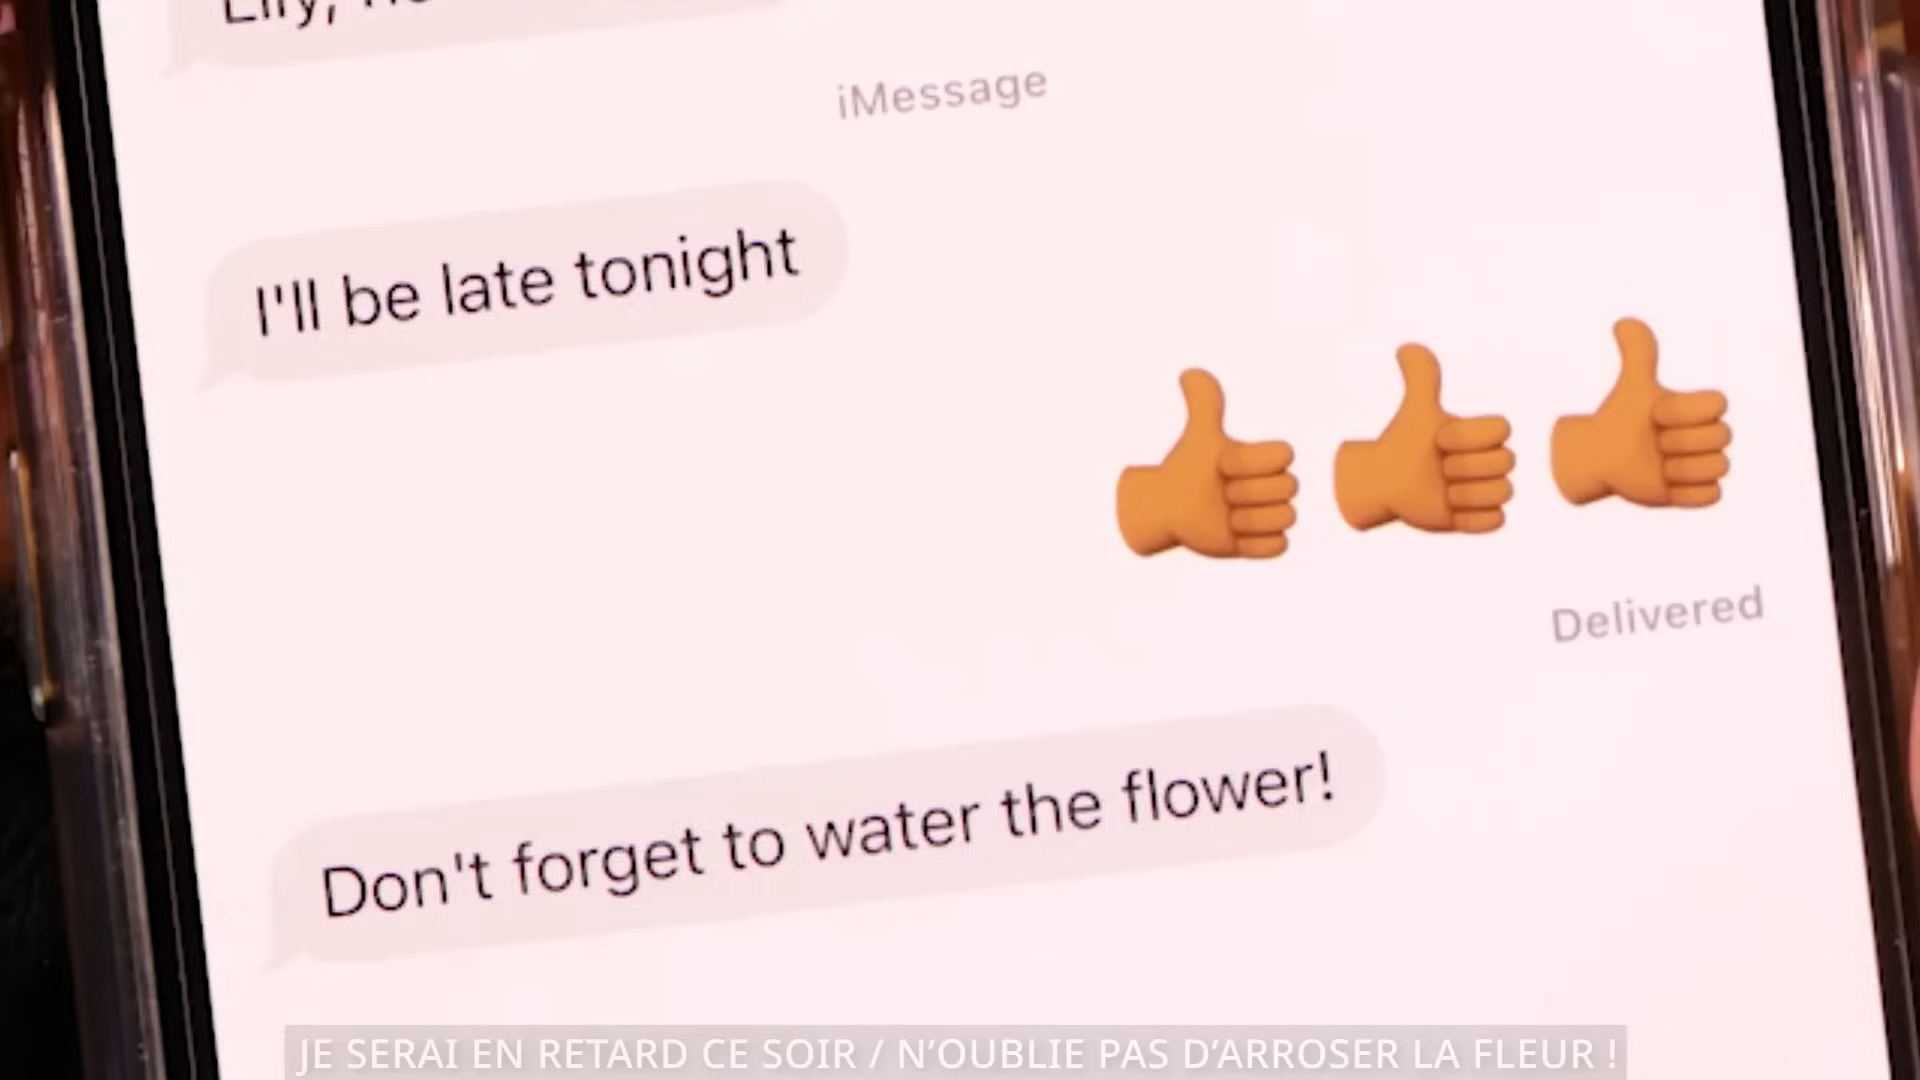 iMessage
I'll be late tonight
Delivered
Don't forget to water the flower!
JE SERAI EN RETARD CE SOIR / N’OUBLIE PAS D’ARROSER LA FLEUR !